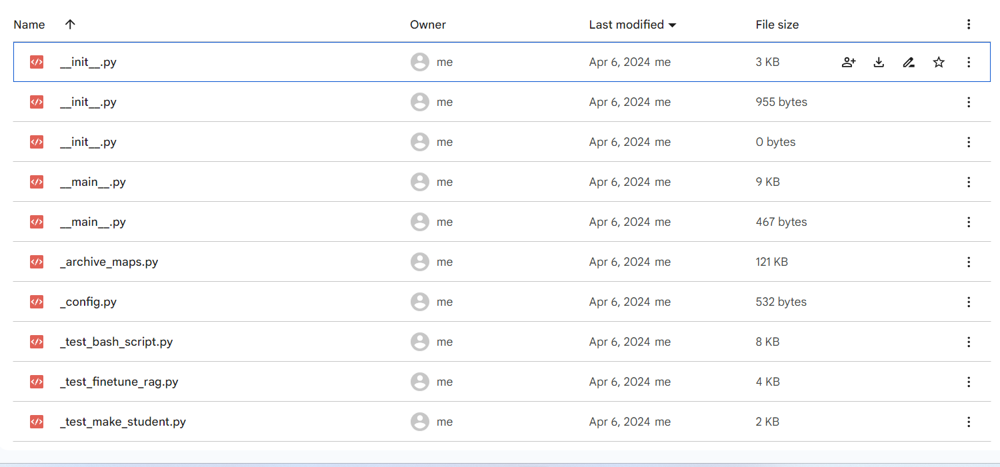 Name Owner Last modified File size
__init__.py me Apr 6, 2024 me 3 KB
__init__.py me Apr 6, 2024 me 955 bytes
__init__.py me Apr 6, 2024 me 0 bytes
__main__.py me Apr 6, 2024 me 9 KB
__main__.py me Apr 6, 2024 me 467 bytes
_archive_maps.py me Apr 6, 2024 me 121 KB
_config.py me Apr 6, 2024 me 532 bytes
_test_bash_script.py me Apr 6, 2024 me 8 KB
_test_finetune_rag.py me Apr 6, 2024 me 4 KB
_test_make_student.py me Apr 6, 2024 me 2 KB